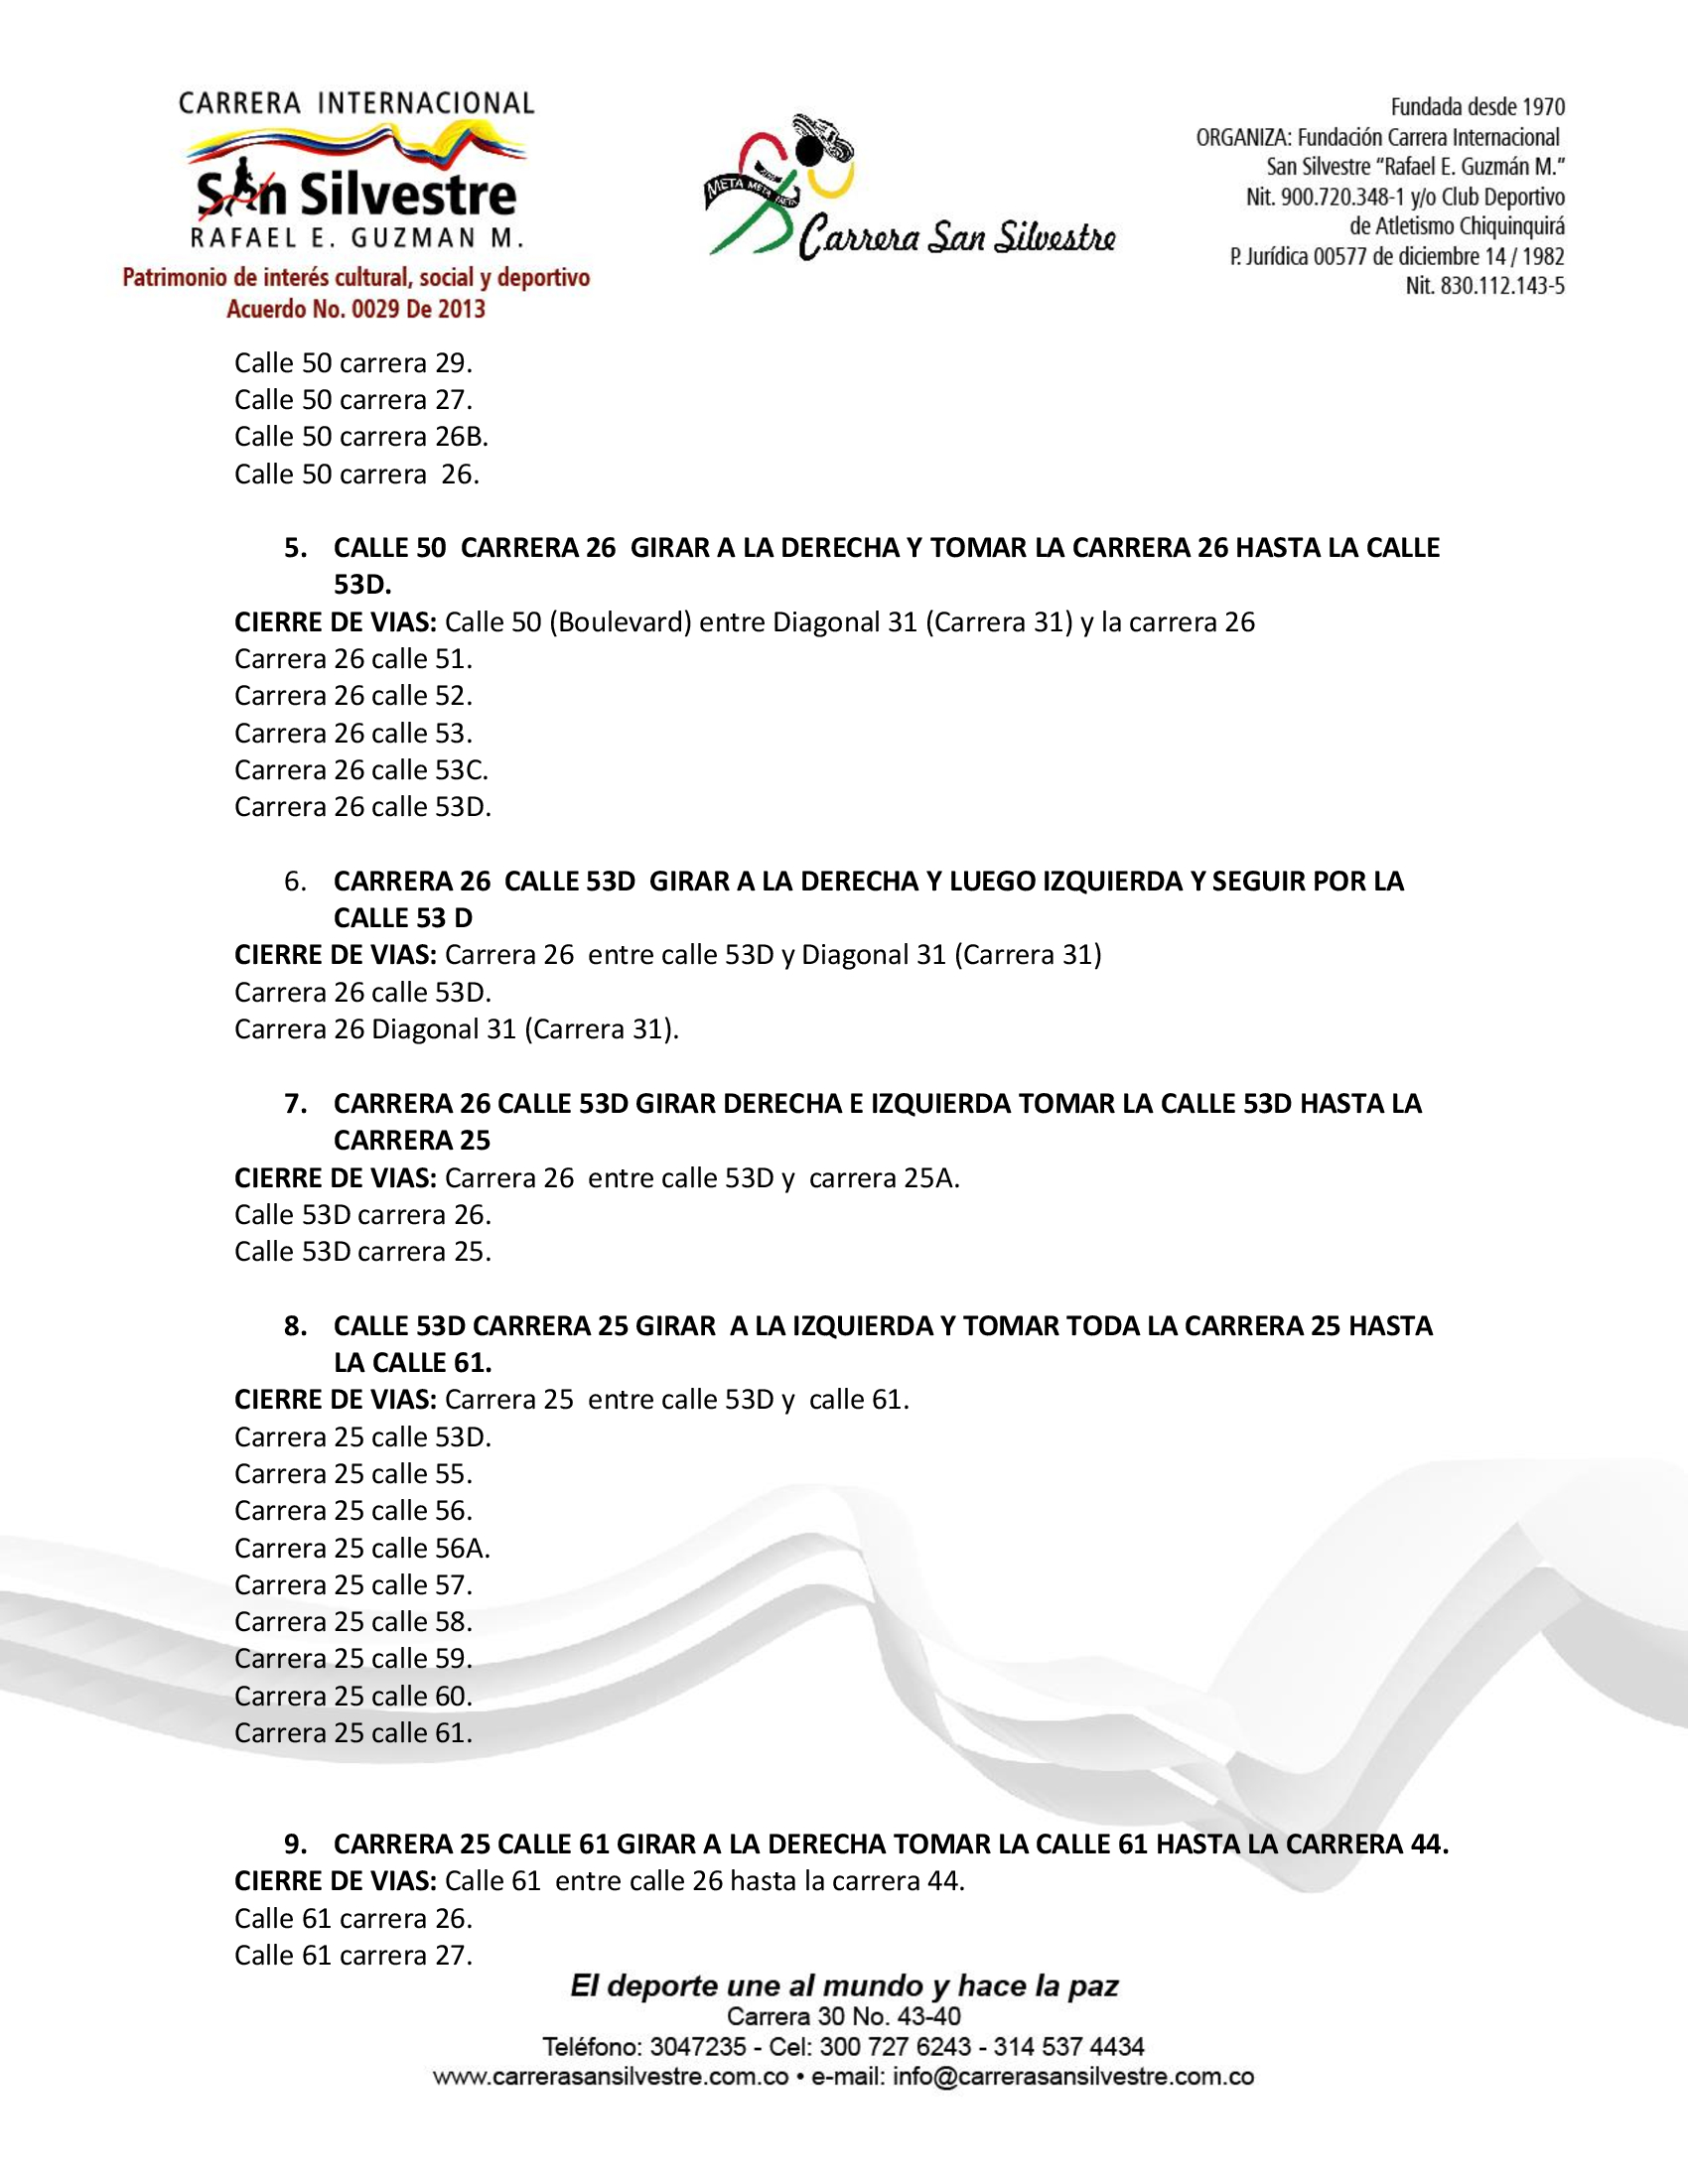 CARRERA INTERNACIONAL
San Silvestre
RAFAEL E. GUZMAN M.
Patrimonio de interés cultural, social y deportivo
Acuerdo No. 0029 De 2013
META META META
Carrera San Silvestre
Fundada desde 1970
ORGANIZA: Fundación Carrera Internacional
San Silvestre “Rafael E. Guzmán M.”
Nit. 900.720.348-1 y/o Club Deportivo
de Atletismo Chiquinquirá
P. Jurídica 00577 de diciembre 14 / 1982
Nit. 830.112.143-5
Calle 50 carrera 29.
Calle 50 carrera 27.
Calle 50 carrera 26B.
Calle 50 carrera 26.
5. CALLE 50 CARRERA 26 GIRAR A LA DERECHA Y TOMAR LA CARRERA 26 HASTA LA CALLE
53D.
CIERRE DE VIAS: Calle 50 (Boulevard) entre Diagonal 31 (Carrera 31) y la carrera 26
Carrera 26 calle 51.
Carrera 26 calle 52.
Carrera 26 calle 53.
Carrera 26 calle 53C.
Carrera 26 calle 53D.
6. CARRERA 26 CALLE 53D GIRAR A LA DERECHA Y LUEGO IZQUIERDA Y SEGUIR POR LA
CALLE 53 D
CIERRE DE VIAS: Carrera 26 entre calle 53D y Diagonal 31 (Carrera 31)
Carrera 26 calle 53D.
Carrera 26 Diagonal 31 (Carrera 31).
7. CARRERA 26 CALLE 53D GIRAR DERECHA E IZQUIERDA TOMAR LA CALLE 53D HASTA LA
CARRERA 25
CIERRE DE VIAS: Carrera 26 entre calle 53D y carrera 25A.
Calle 53D carrera 26.
Calle 53D carrera 25.
8. CALLE 53D CARRERA 25 GIRAR A LA IZQUIERDA Y TOMAR TODA LA CARRERA 25 HASTA
LA CALLE 61.
CIERRE DE VIAS: Carrera 25 entre calle 53D y calle 61.
Carrera 25 calle 53D.
Carrera 25 calle 55.
Carrera 25 calle 56.
Carrera 25 calle 56A.
Carrera 25 calle 57.
Carrera 25 calle 58.
Carrera 25 calle 59.
Carrera 25 calle 60.
Carrera 25 calle 61.
9. CARRERA 25 CALLE 61 GIRAR A LA DERECHA TOMAR LA CALLE 61 HASTA LA CARRERA 44.
CIERRE DE VIAS: Calle 61 entre calle 26 hasta la carrera 44.
Calle 61 carrera 26.
Calle 61 carrera 27.
El deporte une al mundo y hace la paz
Carrera 30 No. 43-40
Teléfono: 3047235 - Cel: 300 727 6243 - 314 537 4434
www.carrerasansilvestre.com.co • e-mail: info@carrerasansilvestre.com.co